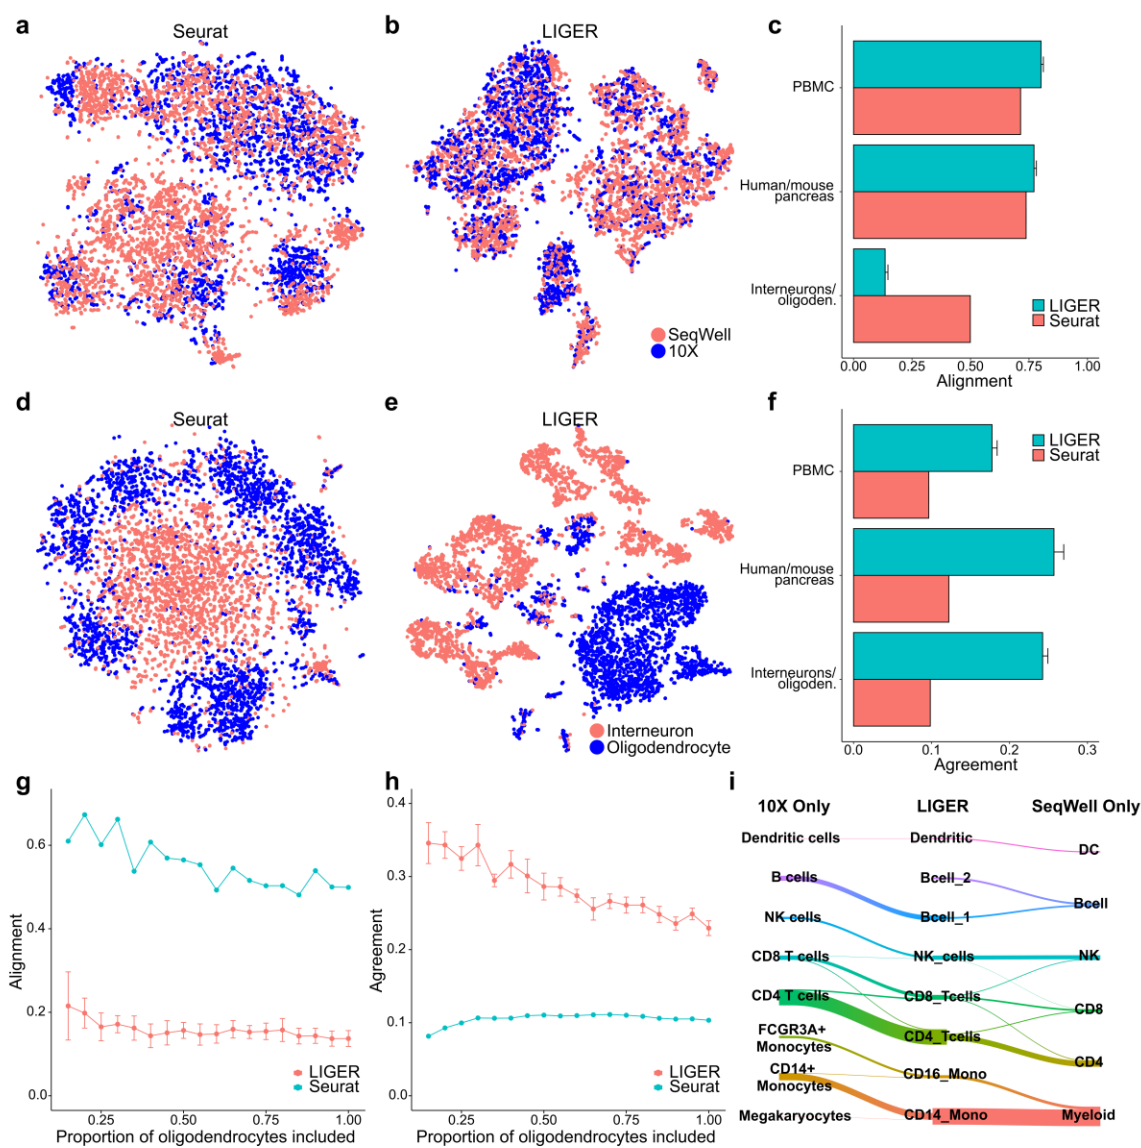 a
Seurat
SeqWell
10X
b
LIGER
c
PBMC
Human/mouse
pancreas
Interneurons/
oligoden.
LIGER
Seurat
0.00 0.25 0.50 0.75 1.00
Alignment
d
Seurat
e
LIGER
Interneuron
Oligodendrocyte
f
LIGER
Seurat
PBMC
Human/mouse
pancreas
Interneurons/
oligoden.
0.0 0.1 0.2 0.3
Agreement
g
Alignment
0.6
0.4
0.2
0.0
LIGER
Seurat
0.25 0.50 0.75 1.00
Proportion of oligodendrocytes included
h
Agreement
0.4
0.3
0.2
0.1
0.0
LIGER
Seurat
0.25 0.50 0.75 1.00
Proportion of oligodendrocytes included
i
10X Only LIGER SeqWell Only
Dendritic cells Dendritic DC
B cells Bcell_2 Bcell
NK cells Bcell_1
CD8 T cells NK_cells NK
CD4 T cells CD8_Tcells CD8
FCGR3A+
Monocytes CD4_Tcells CD4
CD14+
Monocytes CD16_Mono
Megakaryocytes CD14_Mono Myeloid